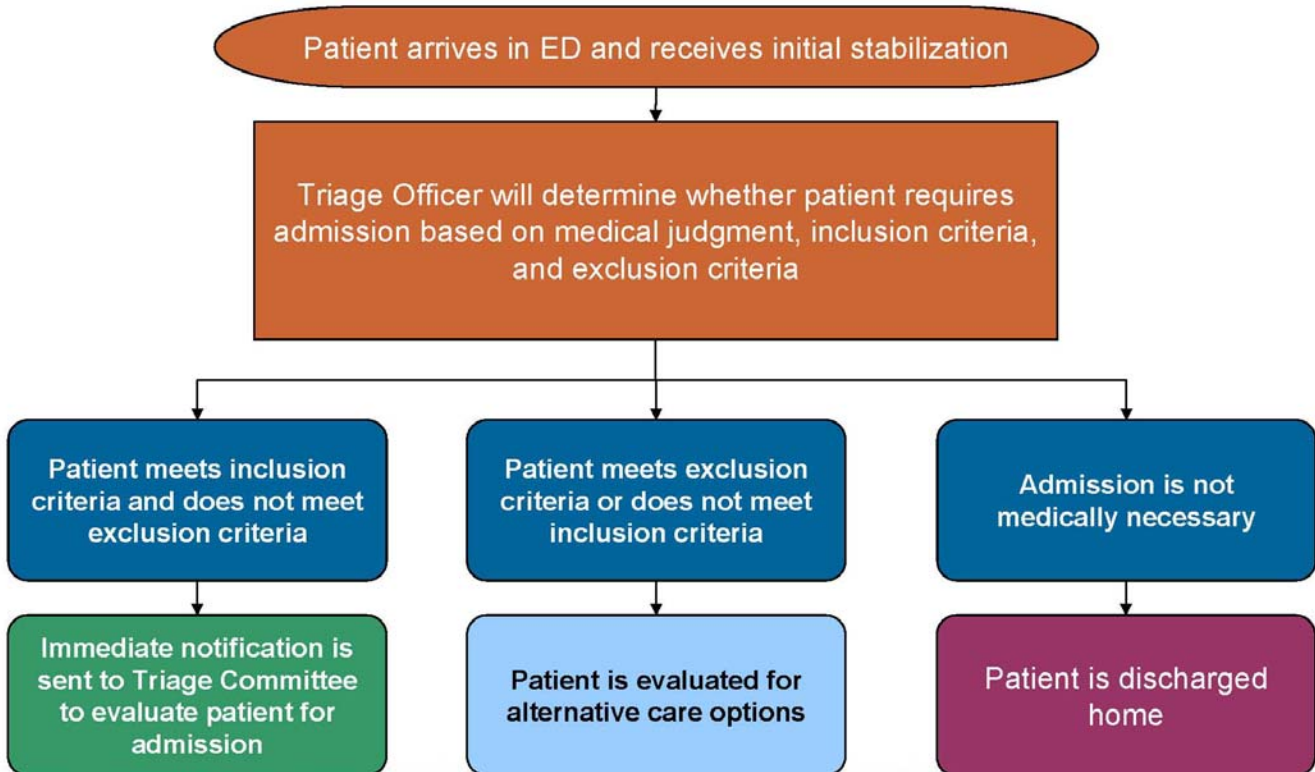 Patient arrives in ED and receives initial stabilization
Triage Officer will determine whether patient requires
admission based on medical judgment, inclusion criteria,
and exclusion criteria
Patient meets inclusion
criteria and does not meet
exclusion criteria
Patient meets exclusion
criteria or does not meet
inclusion criteria
Admission is not
medically necessary
Immediate notification is
sent to Triage Committee
to evaluate patient for
admission
Patient is evaluated for
alternative care options
Patient is discharged
home